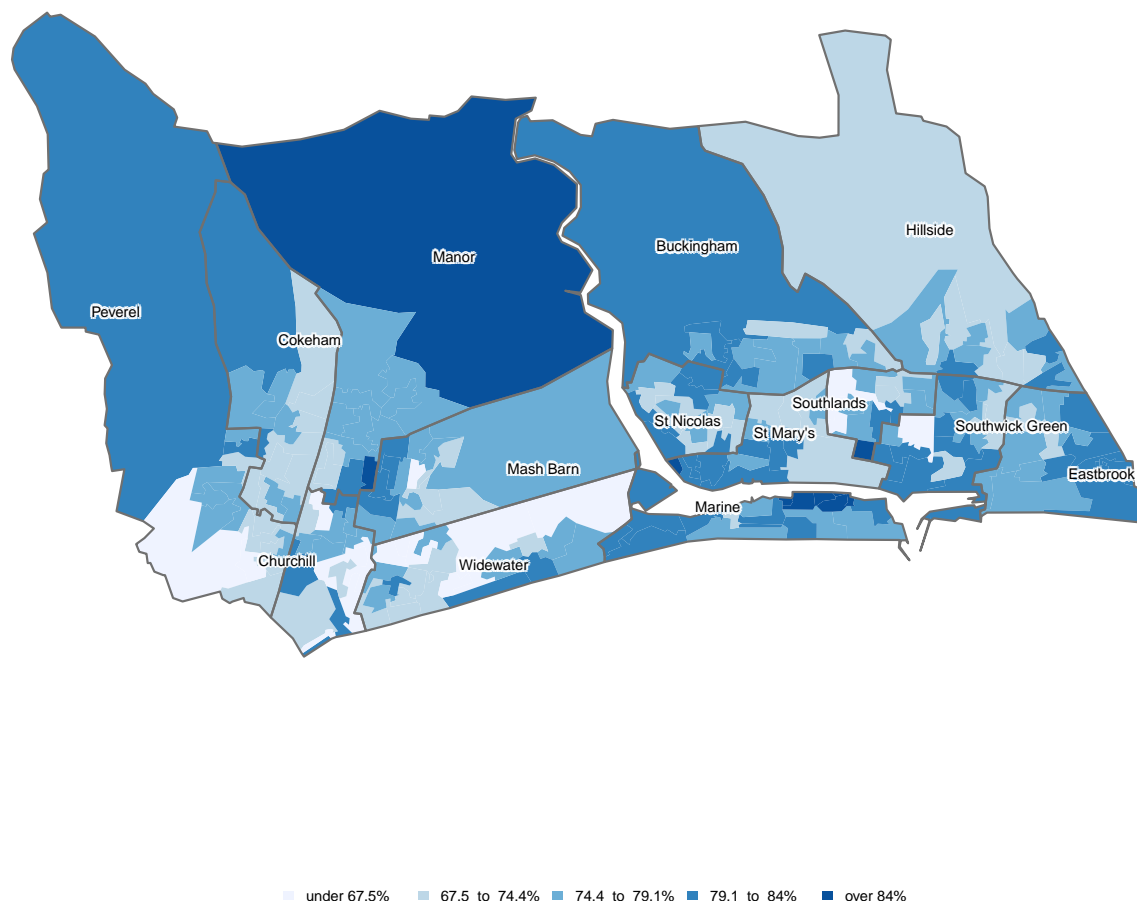 Hillside
Buckingham
Manor
Peverel
Cokeham
Southlands
St Nicolas
St Mary's
Southwick Green
Mash Barn
Eastbrook
Marine
Churchill
Widewater
under 67.5%
67.5 to 74.4%
74.4 to 79.1%
79.1 to 84%
over 84%